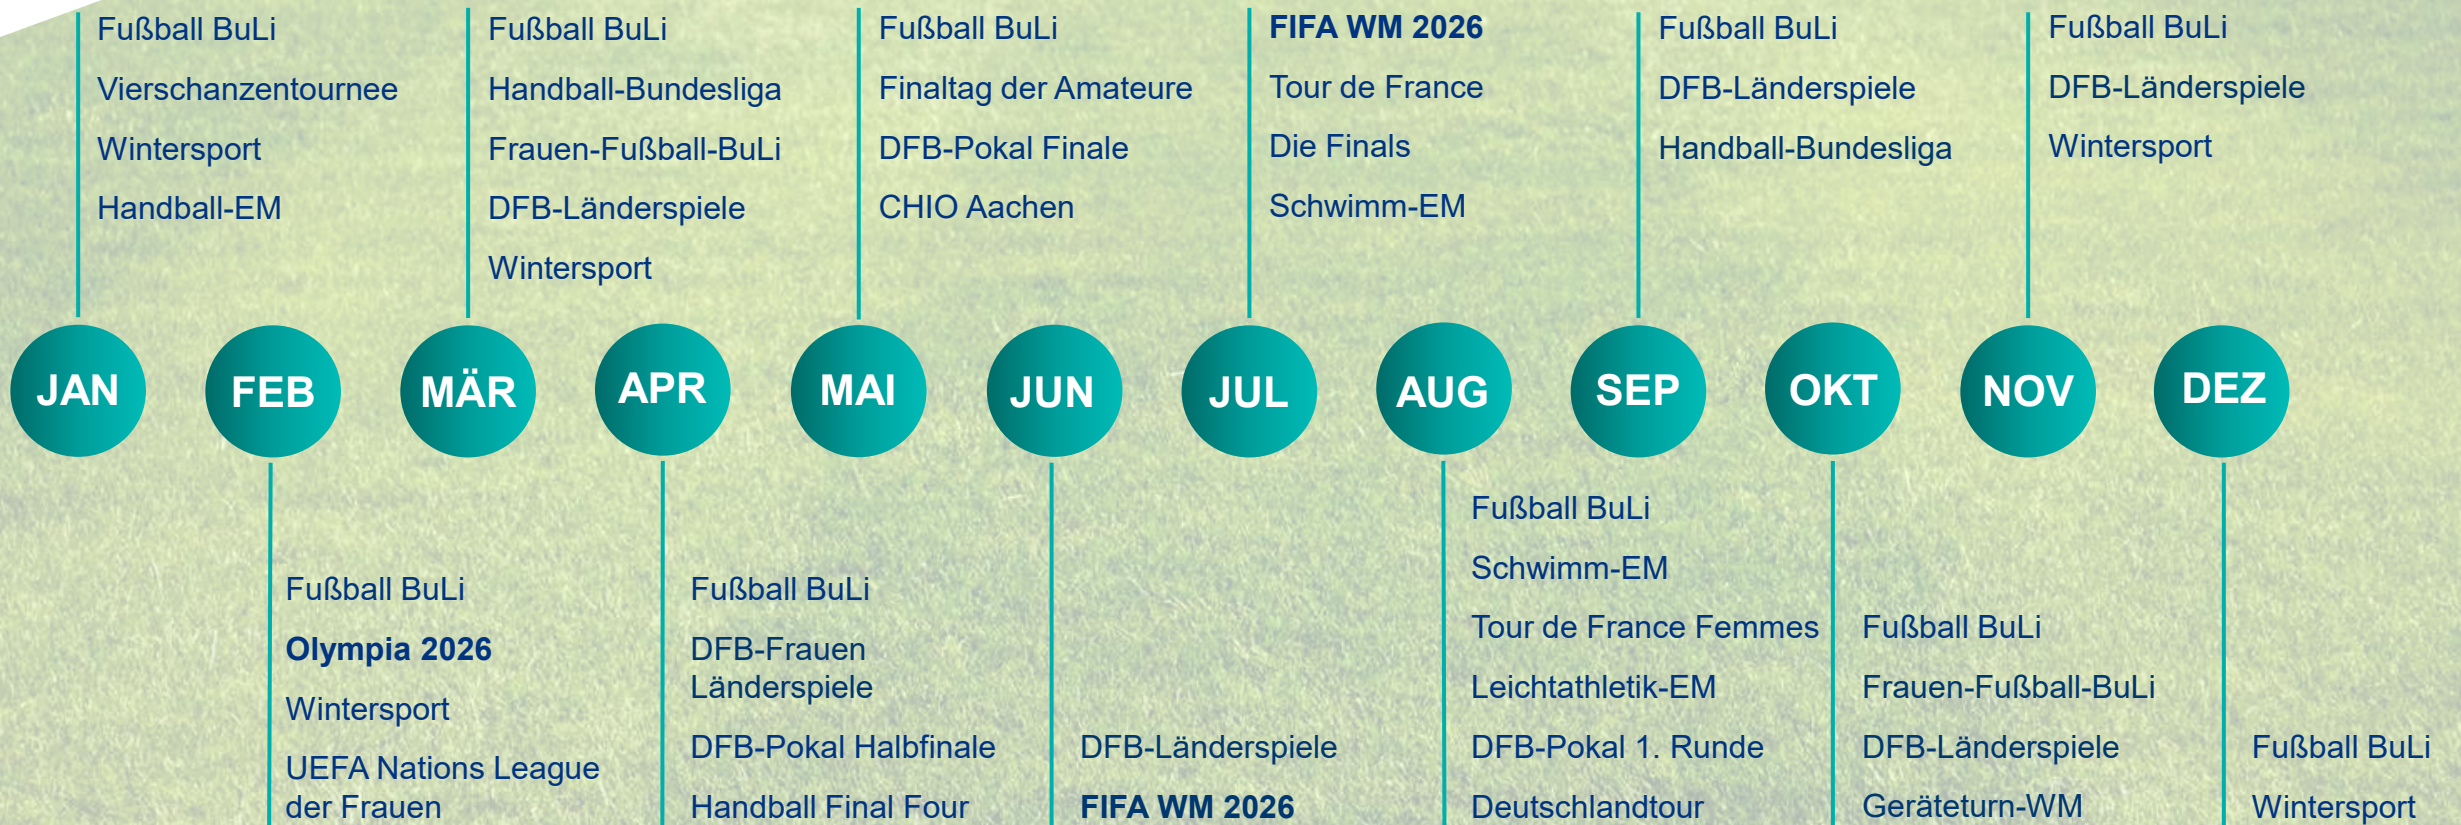 Fußball BuLi
Vierschanzentournee
Wintersport
Handball-EM
Fußball BuLi
Handball-Bundesliga
Frauen-Fußball-BuLi
DFB-Länderspiele
Wintersport
Fußball BuLi
Finaltag der Amateure
DFB-Pokal Finale
CHIO Aachen
FIFA WM 2026
Tour de France
Die Finals
Schwimm-EM
Fußball BuLi
DFB-Länderspiele
Handball-Bundesliga
Fußball BuLi
DFB-Länderspiele
Wintersport
JAN
FEB
MÄR
APR
MAI
JUN
JUL
AUG
SEP
OKT
NOV
DEZ
Fußball BuLi
Olympia 2026
Wintersport
UEFA Nations League
der Frauen
Fußball BuLi
DFB-Frauen
Länderspiele
DFB-Pokal Halbfinale
Handball Final Four
DFB-Länderspiele
FIFA WM 2026
Fußball BuLi
Schwimm-EM
Tour de France Femmes
Leichtathletik-EM
DFB-Pokal 1. Runde
Deutschlandtour
Fußball BuLi
Frauen-Fußball-BuLi
DFB-Länderspiele
Geräteturn-WM
Fußball BuLi
Wintersport